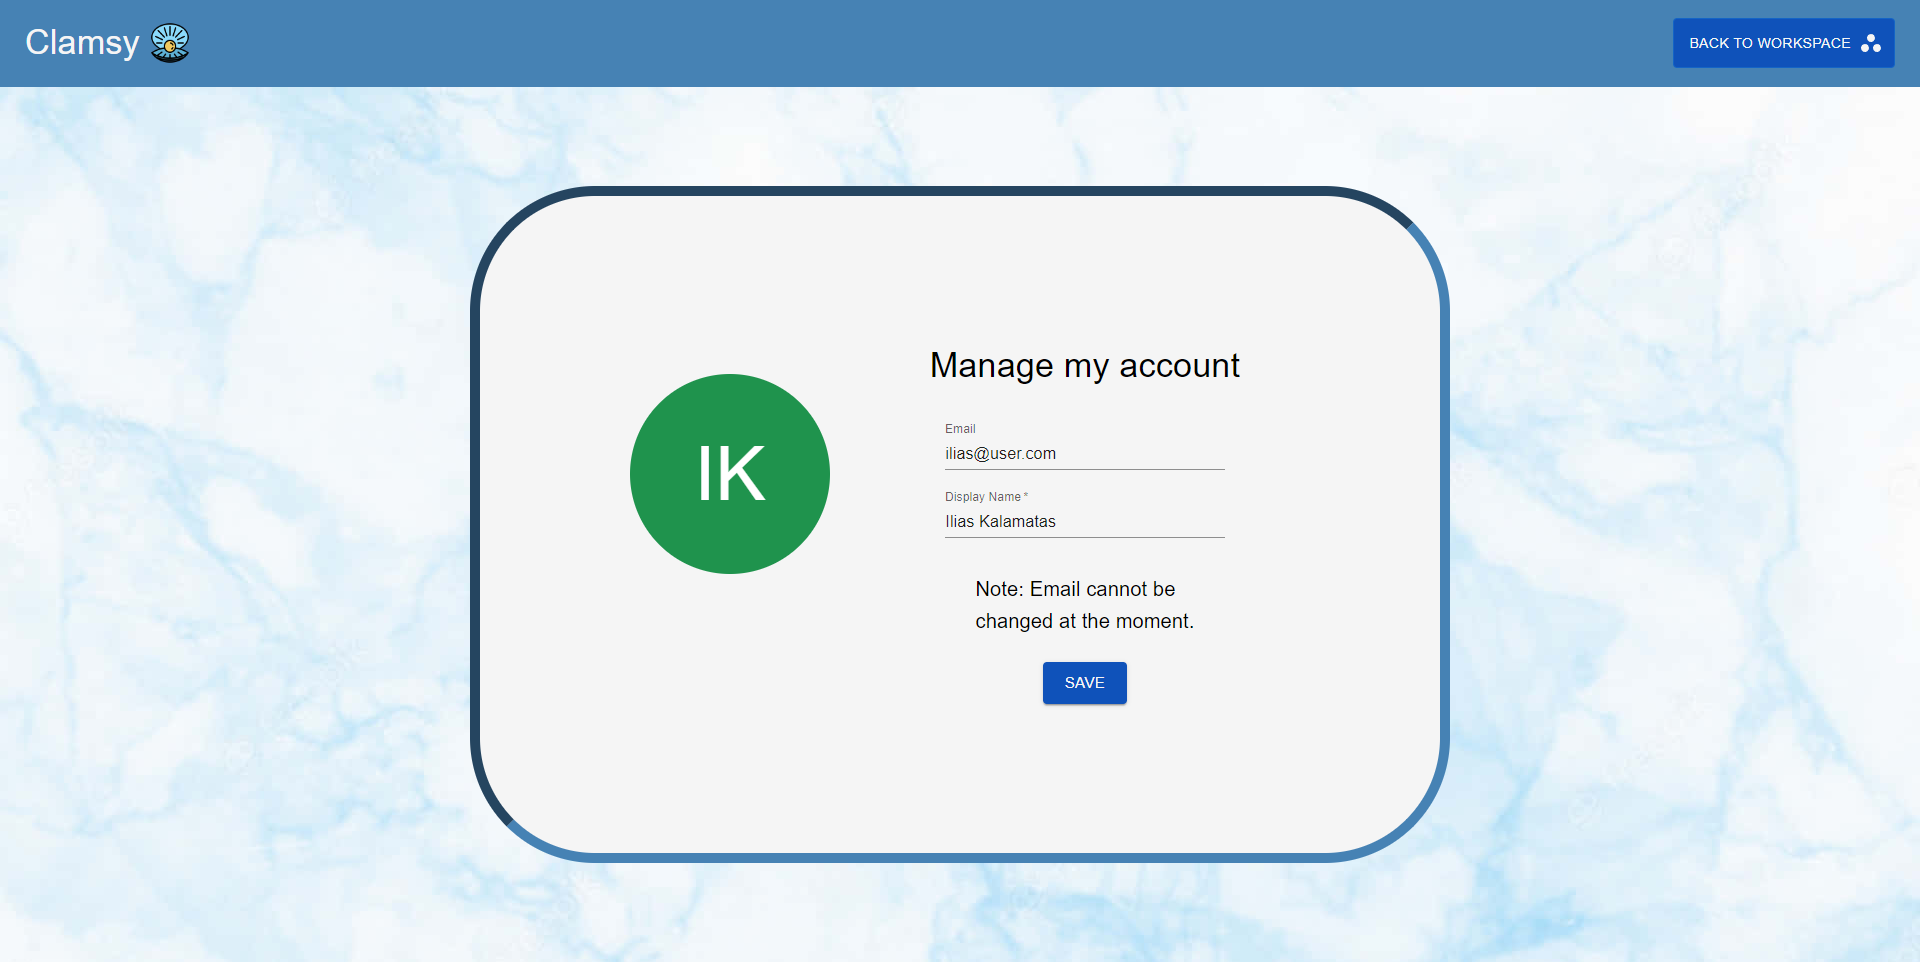 Clamsy
BACK TO WORKSPACE
Manage my account
IK
Email
ilias@user.com
Display Name *
Ilias Kalamatas
Note: Email cannot be
changed at the moment.
SAVE